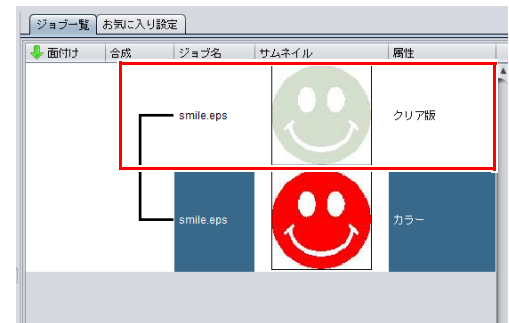 ジョブ一覧 お気に入り設定
面付け 合成 ジョブ名 サムネイル 属性
smile.eps クリア版
smile.eps カラー